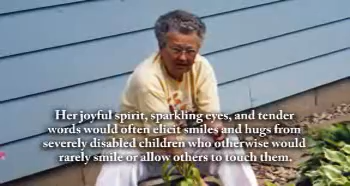 Her joyful spirit, sparkling eyes, and tender
words would often elicit smiles and hugs from
severely disabled children who otherwise would
rarely smile or allow others to touch them.